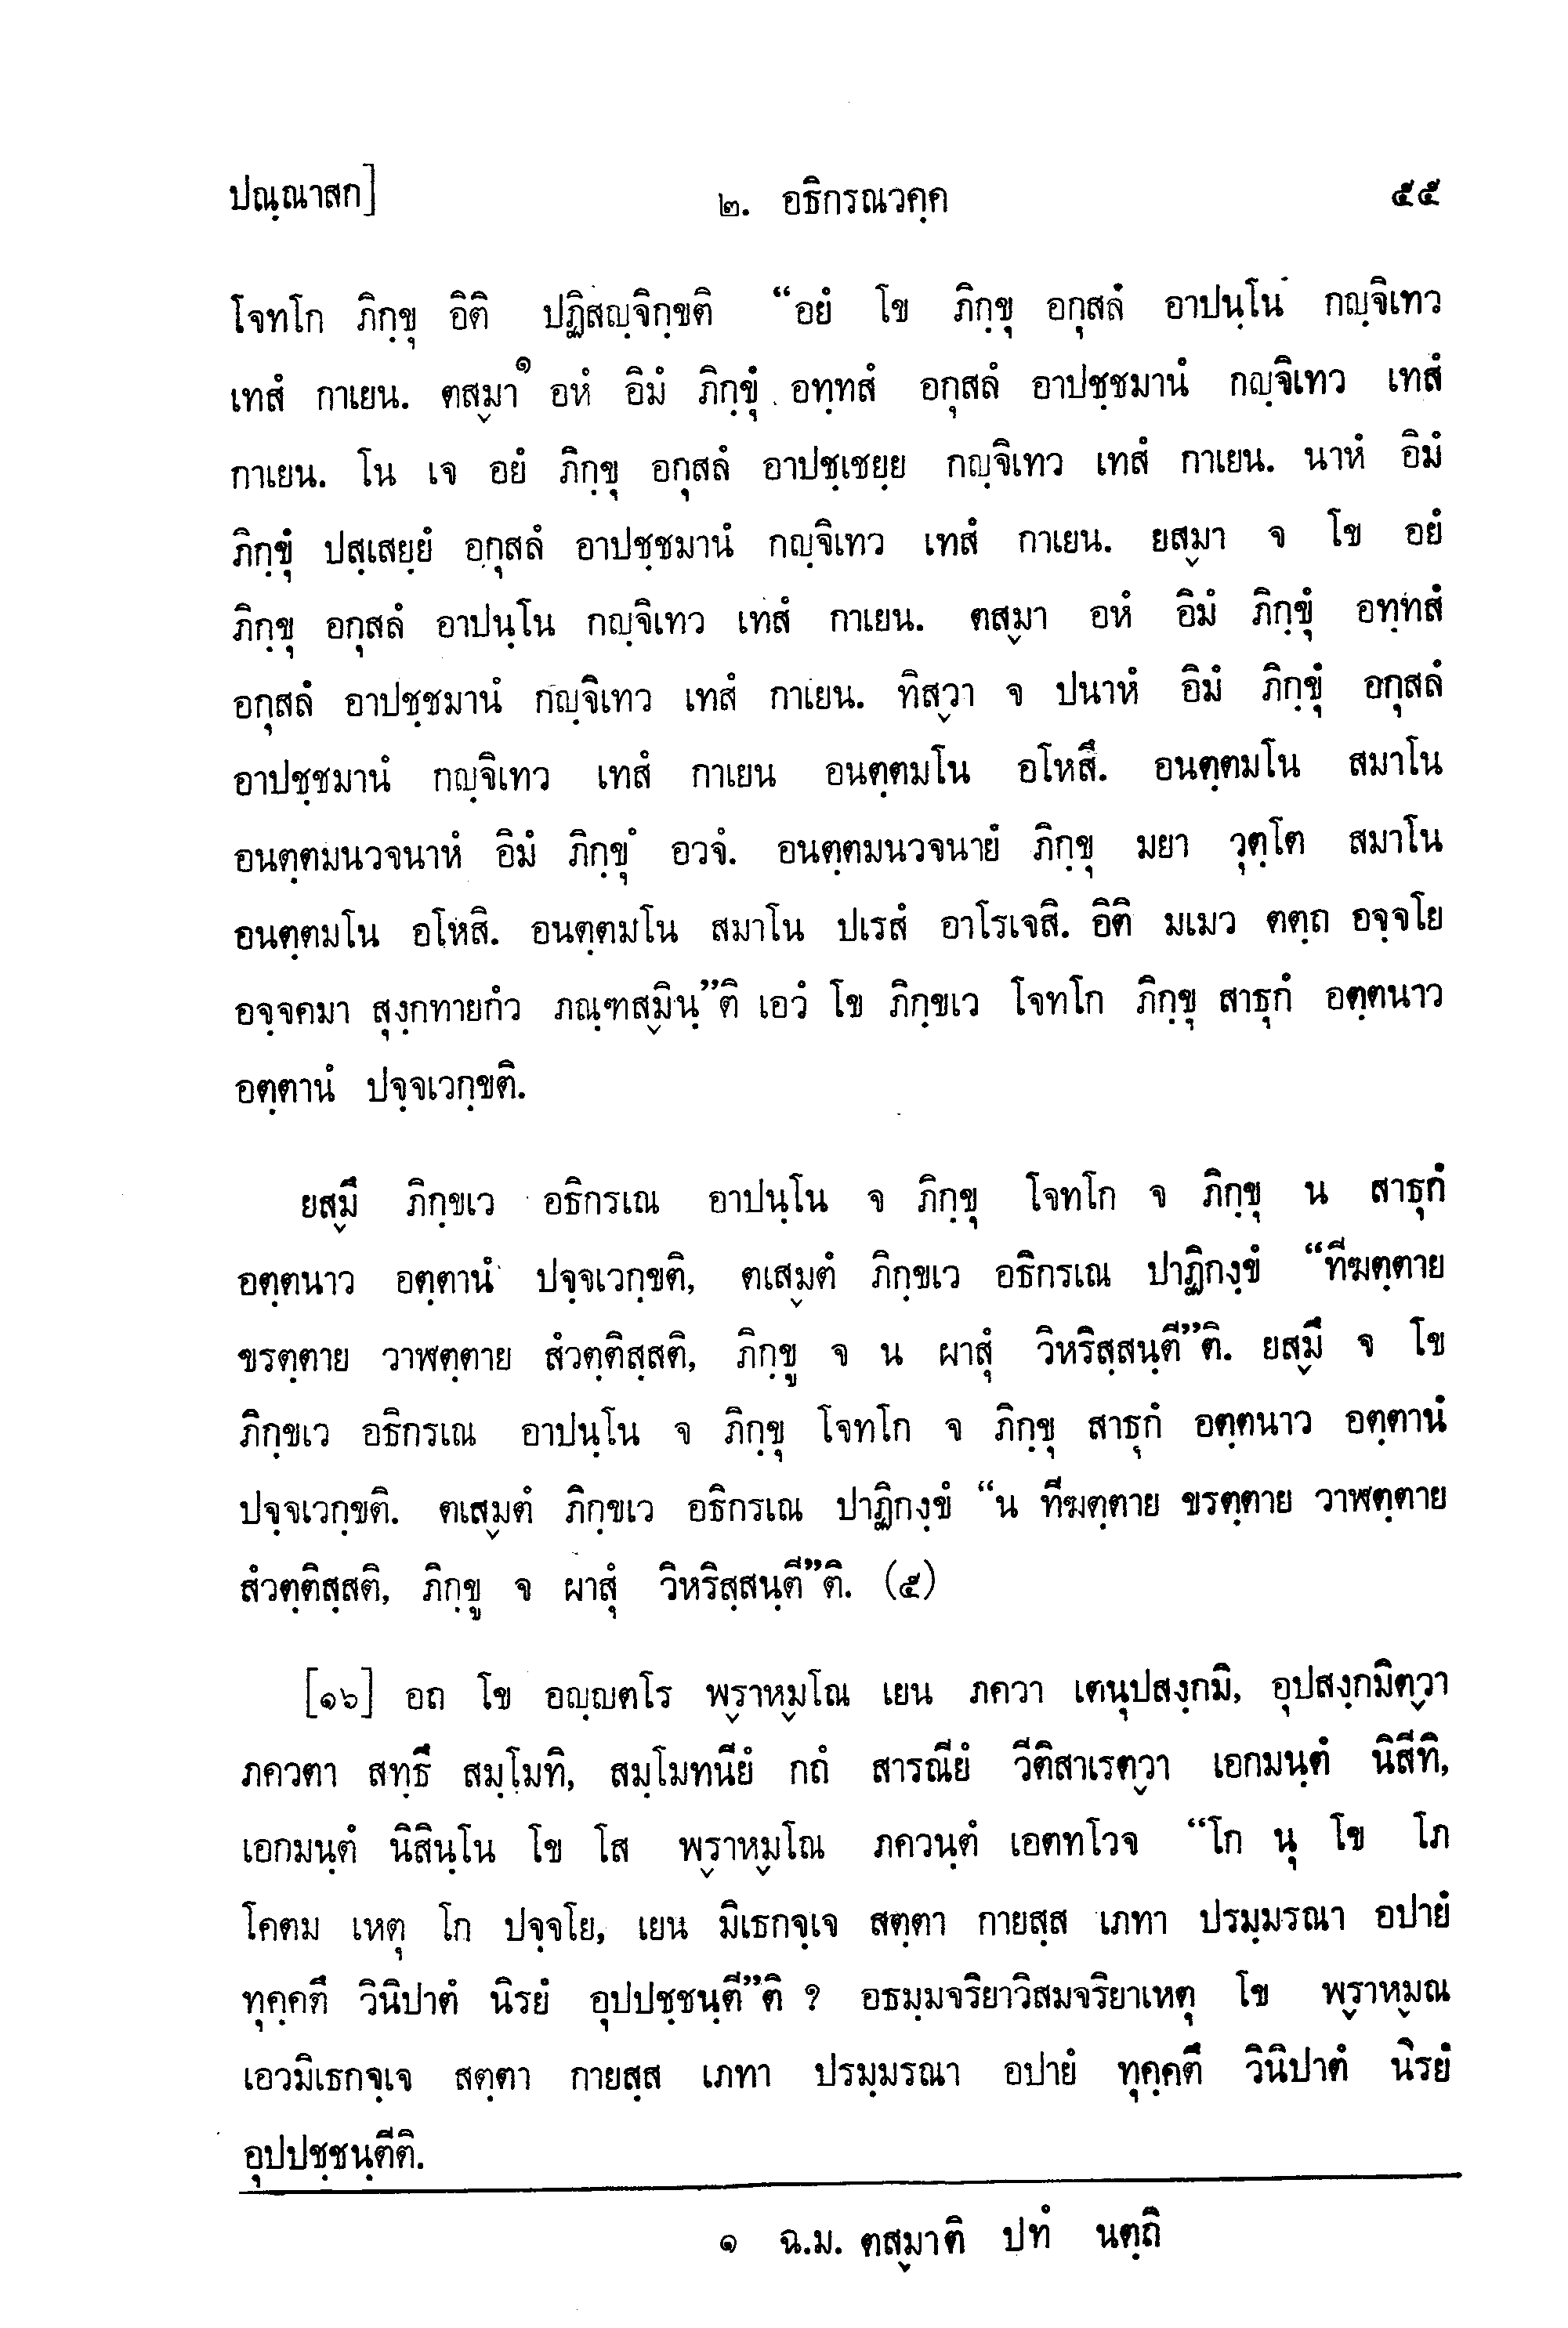 ปณฺณาสก]
๒. อธิกรณวคฺค
๕๕
โจทโก ภิกฺขุ อิติ ปฏิสญฺจิกฺขติ “อยํ โข ภิกฺขุ อกุสลํ อาปนฺโน กญฺจิเทว
เทสํ กาเยน. ตสฺมา๑ อหํ อิมํ ภิกฺขุํ อทฺทสํ อกุสลํ อาปชฺชมานํ กญฺจิเทว เทสํ
กาเยน. โน เจ อยํ ภิกฺขุ อกุสลํ อาปชฺเชยฺย กญฺจิเทว เทสํ กาเยน. นาหํ อิมํ
ภิกฺขุํ ปสฺเสยฺยํ อกุสลํ อาปชฺชมานํ กญฺจิเทว เทสํ กาเยน. ยสฺมา จ โข อยํ
ภิกฺขุ อกุสลํ อาปนฺโน กญฺจิเทว เทสํ กาเยน. ตสฺมา อหํ อิมํ ภิกฺขุํ อทฺทสํ
อกุสลํ อาปชฺชมานํ กญฺจิเทว เทสํ กาเยน. ทิสฺวา จ ปนาหํ อิมํ ภิกฺขุํ อกุสลํ
อาปชฺชมานํ กญฺจิเทว เทสํ กาเยน อนตฺตมโน อโหสึ. อนตฺตมโน สมาโน
อนตฺตมนวจนาหํ อิมํ ภิกฺขุํ อวจํ. อนตฺตมนวจนายํ ภิกฺขุ มยา วุตฺโต สมาโน
อนตฺตมโน อโหสิ. อนตฺตมโน สมาโน ปเรสํ อาโรเจสิ. อิติ มเมว ตตฺถ อจฺจโย
อจฺจคมา สุงฺกทายกํว ภณฺฑสฺมินฺ”ติ เอวํ โข ภิกฺขเว โจทโก ภิกฺขุ สาธุกํ อตฺตนาว
อตฺตานํ ปจฺจเวกฺขติ.
ยสฺมึ ภิกฺขเว อธิกรเณ อาปนฺโน จ ภิกฺขุ โจทโก จ ภิกฺขุ น สาธุกํ
อตฺตนาว อตฺตานํ ปจฺจเวกฺขติ, ตเสฺมตํ ภิกฺขเว อธิกรเณ ปาฏิกงฺขํ “ทีฆตฺตาย
ขรตฺตาย วาฬตฺตาย สํวตฺติสฺสติ, ภิกฺขู จ น ผาสุํ วิหริสฺสนฺตี”ติ. ยสฺมึ จ โข
ภิกฺขเว อธิกรเณ อาปนฺโน จ ภิกฺขุ โจทโก จ ภิกฺขุ สาธุกํ อตฺตนาว อตฺตานํ
ปจฺจเวกฺขติ. ตเสฺมตํ ภิกฺขเว อธิกรเณ ปาฏิกงฺขํ “น ทีฆตฺตาย ขรตฺตาย วาฬตฺตาย
สํวตฺติสฺสติ, ภิกฺขู จ ผาสุํ วิหริสฺสนฺตี”ติ. (๕)
[๑๖] อถ โข อญฺญตโร พฺราหฺมโณ เยน ภควา เตนุปสงฺกมิ, อุปสงฺกมิตฺวา
ภควตา สทฺธึ สมฺโมทิ, สมฺโมทนียํ กถํ สารณียํ วีติสาเรตฺวา เอกมนฺตํ นิสีทิ,
เอกมนฺตํ นิสินฺโน โข โส พฺราหฺมโณ ภควนฺตํ เอตทโวจ “โก นุ โข โภ
โคตม เหตุ โก ปจฺจโย, เยน มิเธกจฺเจ สตฺตา กายสฺส เภทา ปรมฺมรณา อปายํ
ทุคฺคตึ วินิปาตํ นิรยํ อุปปชฺชนฺตี”ติ ? อธมฺมจริยาวิสมจริยาเหตุ โข พฺราหฺมณ
เอวมิเธกจฺเจ สตฺตา กายสฺส เภทา ปรมฺมรณา อปายํ ทุคฺคตึ วินิปาตํ นิรยํ
อุปปชฺชนฺตีติ.
๑ ฉ.ม. ตสฺมาติ ปทํ นตฺถิ